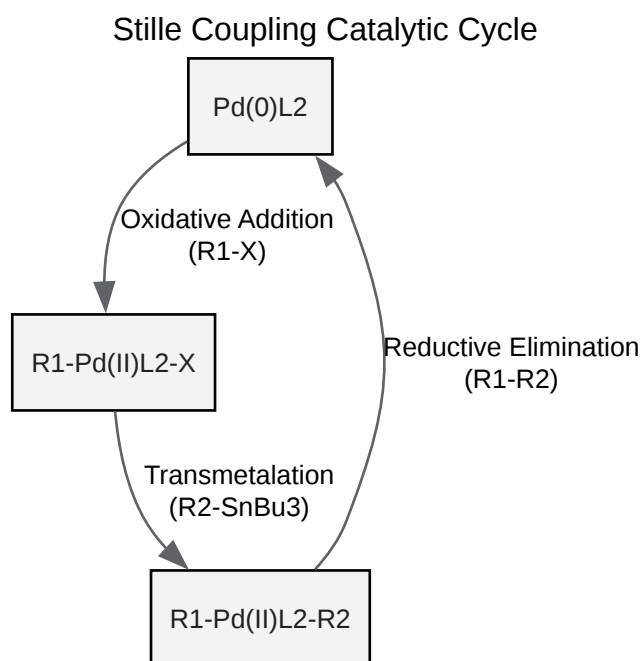 Stille Coupling Catalytic Cycle
Pd(0)L2
Oxidative Addition
(R1-X)
R1-Pd(II)L2-X
Reductive Elimination
(R1-R2)
Transmetalation
(R2-SnBu3)
R1-Pd(II)L2-R2